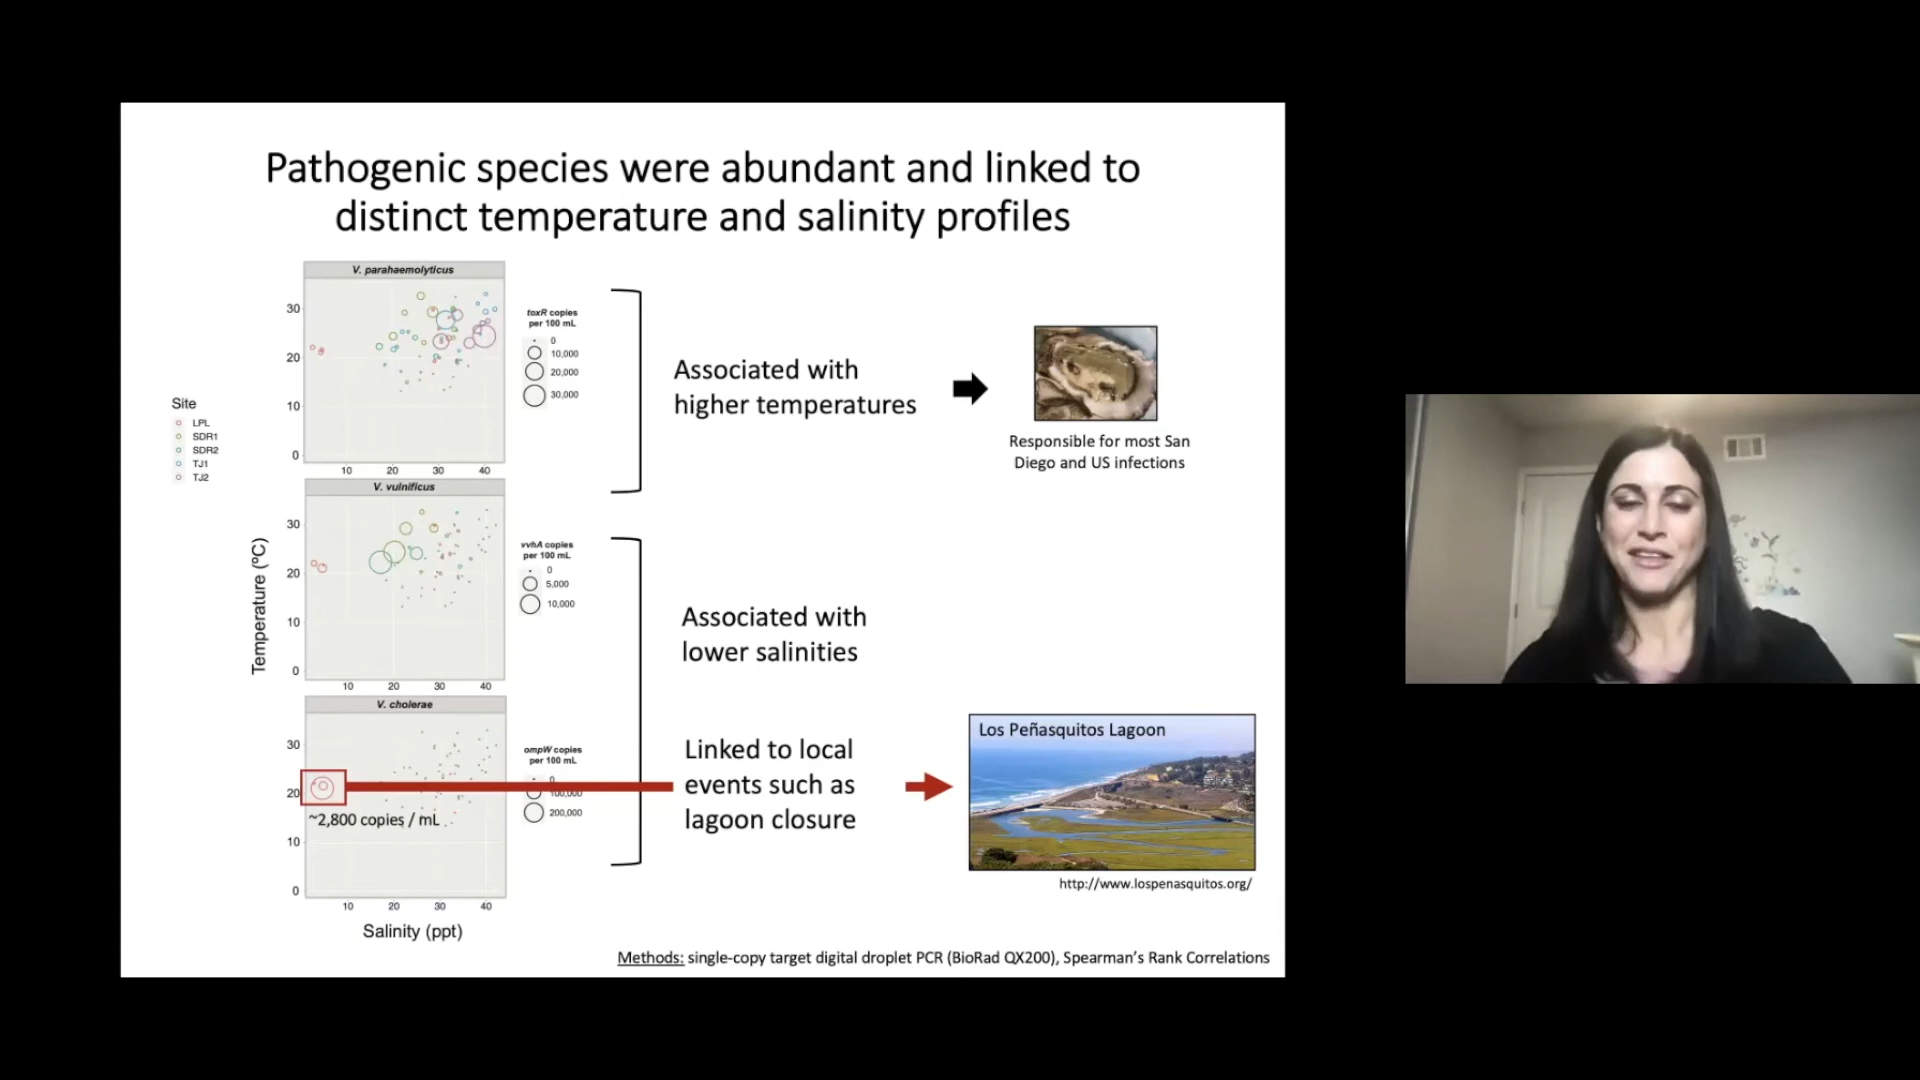 Pathogenic species were abundant and linked to
distinct temperature and salinity profiles
Site
LPL
SDR1
SDR2
TJ1
TJ2
Temperature (ºC)
V. parahaemolyticus
30
20
10
0
10 20 30 40
toxR copies
per 100 mL
0
10,000
20,000
30,000
Associated with
higher temperatures
Responsible for most San
Diego and US infections
V. vulnificus
30
20
10
0
10 20 30 40
vvhA copies
per 100 mL
0
5,000
10,000
Associated with
lower salinities
V. cholerae
30
20
10
0
10 20 30 40
~2,800 copies / mL
ompW copies
per 100 mL
0
100,000
200,000
Linked to local
events such as
lagoon closure
Los Peñasquitos Lagoon
http://www.lospenasquitos.org/
Salinity (ppt)
Methods: single-copy target digital droplet PCR (BioRad QX200), Spearman’s Rank Correlations